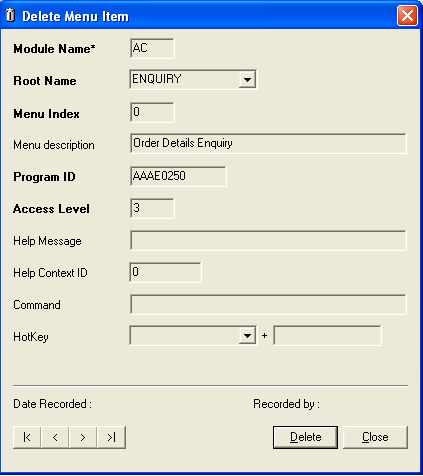 Delete Menu Item
Module Name* AC
Root Name ENQUIRY
Menu Index 0
Menu description Order Details Enquiry
Program ID AAAE0250
Access Level 3
Help Message
Help Context ID 0
Command
HotKey +
Date Recorded : Recorded by :
|< < > >| Delete Close